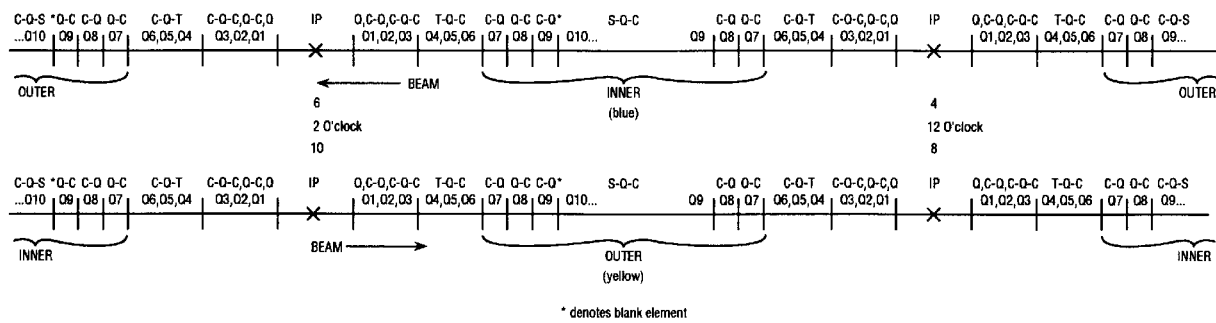 C-Q-S *Q-C C-Q Q-C C-Q-T C-Q-C,C-Q,Q IP Q,C-Q,C-Q-C T-Q-C C-Q Q-C C-Q* S-Q-C C-Q Q-C C-Q-T C-Q-C,C-Q,Q IP Q,C-Q,C-Q-C T-Q-C C-Q Q-C C-Q-S
...Q10 Q9 Q8 Q7 Q6,Q5,Q4 Q3,Q2,Q1 Q1,Q2,Q3 Q4,Q5,Q6 Q7 Q8 Q9 Q10... Q9 Q8 Q7 Q6,Q5,Q4 Q3,Q2,Q1 Q1,Q2,Q3 Q4,Q5,Q6 Q7 Q8 Q9...
OUTER BEAM INNER OUTER
(blue)
6 4
2 O'clock 12 O'clock
10 8
C-Q-S *Q-C C-Q Q-C C-Q-T C-Q-C,C-Q,Q IP Q,C-Q,C-Q-C T-Q-C C-Q Q-C C-Q* S-Q-C C-Q Q-C C-Q-T C-Q-C,C-Q,Q IP Q,C-Q,C-Q-C T-Q-C C-Q Q-C C-Q-S
...Q10 Q9 Q8 Q7 Q6,Q5,Q4 Q3,Q2,Q1 Q1,Q2,Q3 Q4,Q5,Q6 Q7 Q8 Q9 Q10... Q9 Q8 Q7 Q6,Q5,Q4 Q3,Q2,Q1 Q1,Q2,Q3 Q4,Q5,Q6 Q7 Q8 Q9...
INNER BEAM OUTER INNER
(yellow)
* denotes blank element